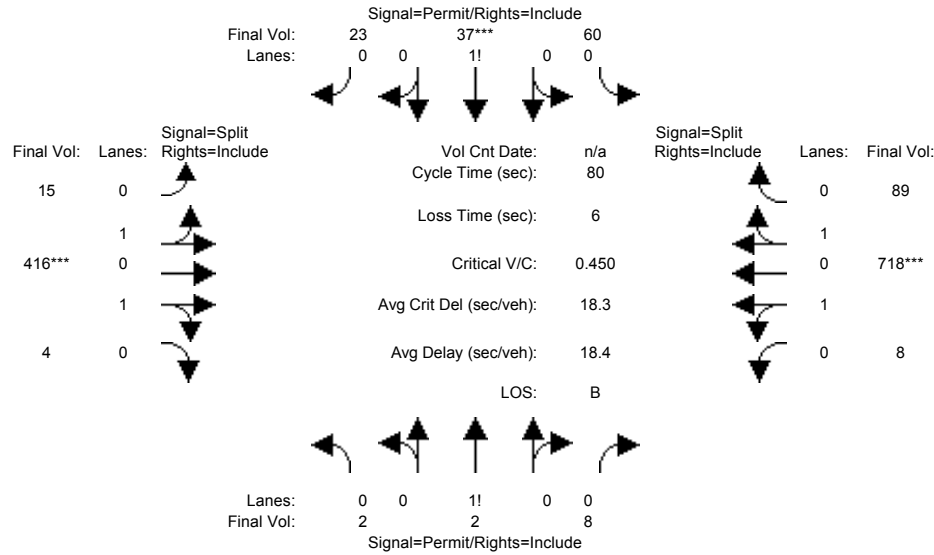 Signal=Permit/Rights=Include
Final Vol: 23 37*** 60
Lanes: 0 0 1! 0 0
Signal=Split Signal=Split
Final Vol: Lanes: Rights=Include Vol Cnt Date: n/a Rights=Include Lanes: Final Vol:
Cycle Time (sec): 80
15 0 0 89
Loss Time (sec): 6
1 1
416*** 0 Critical V/C: 0.450 0 718***
1 Avg Crit Del (sec/veh): 18.3 1
4 0 Avg Delay (sec/veh): 18.4 0 8
LOS: B
Lanes: 0 0 1! 0 0
Final Vol: 2 2 8
Signal=Permit/Rights=Include